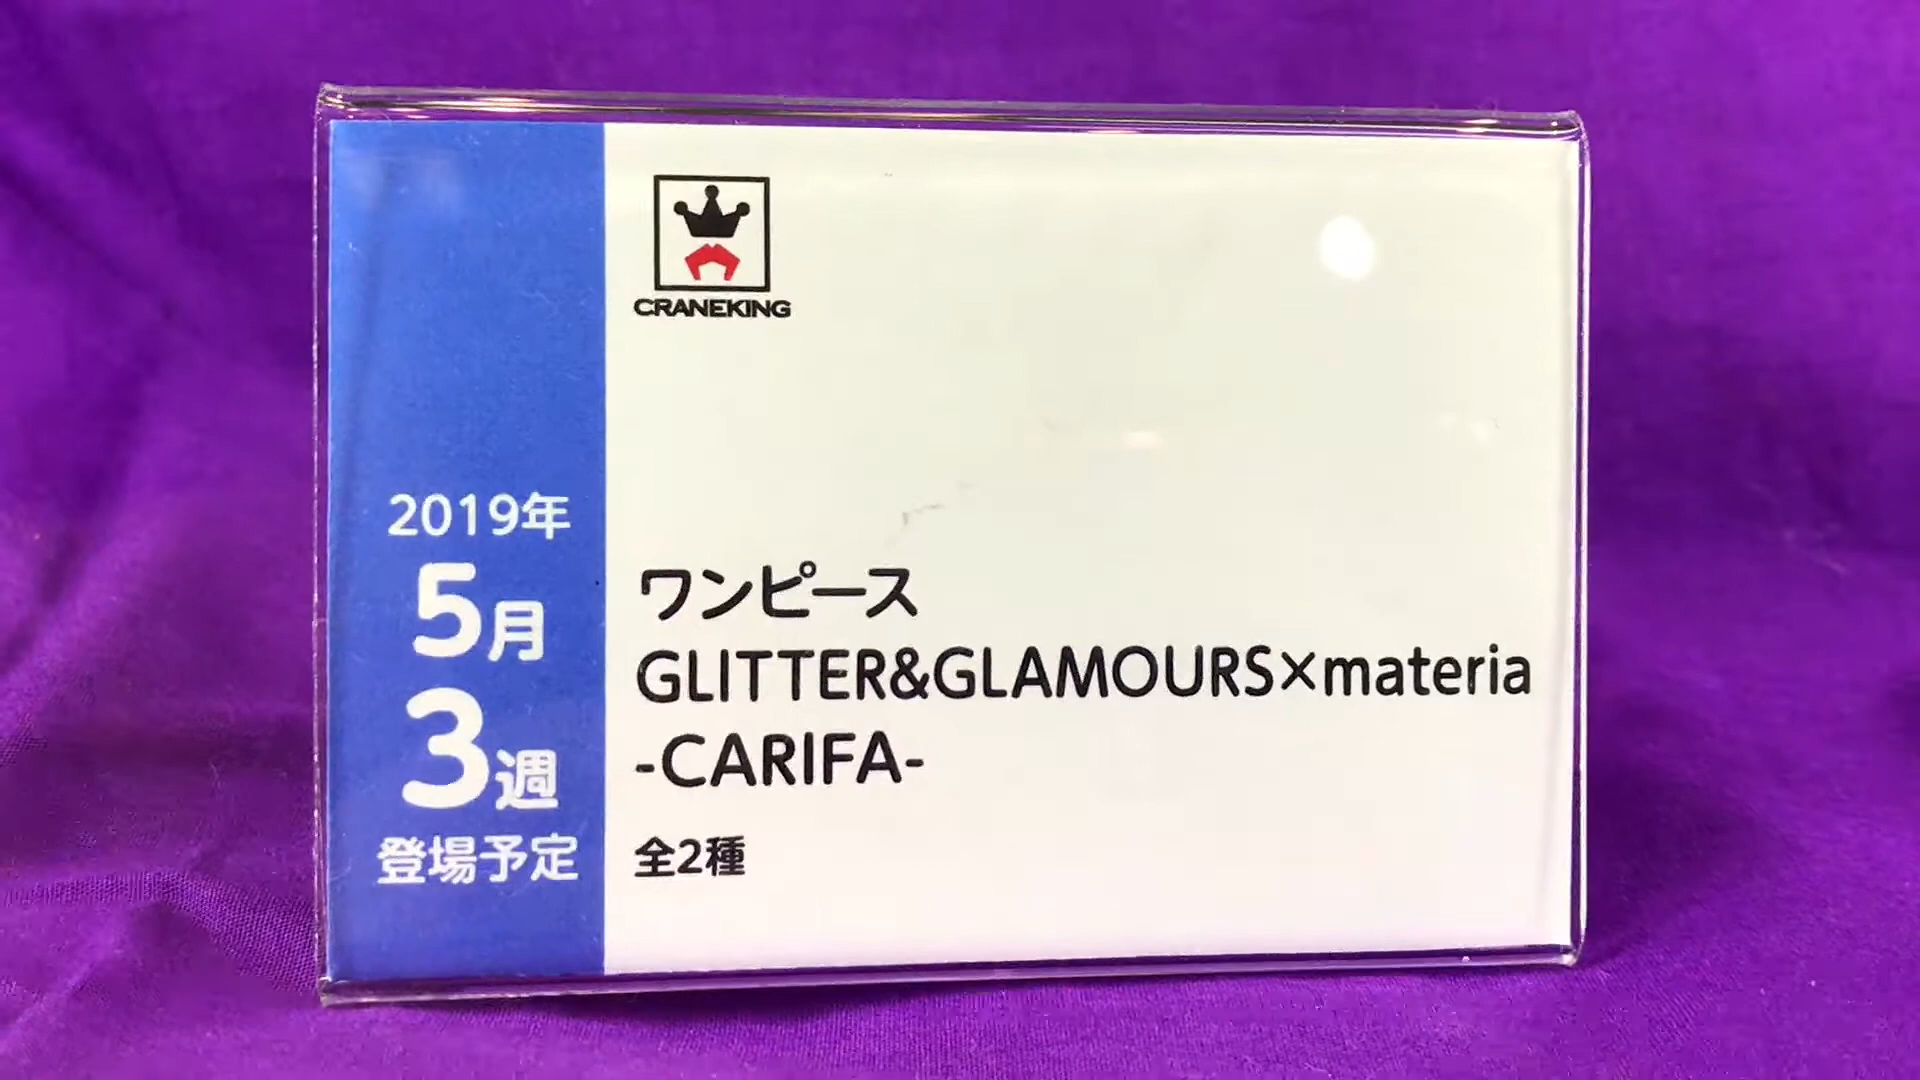 2019年
5月
3週
登場予定
CRANEKING
ワンピース
GLITTER&GLAMOURS×materia
-CARIFA-
全2種